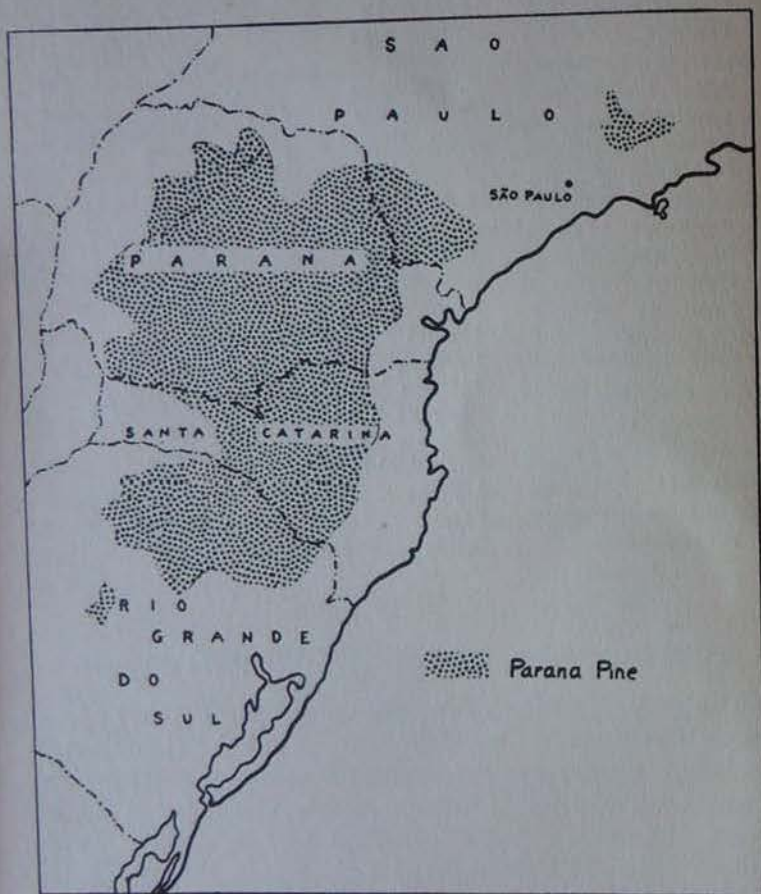 SAO
PAULO
SÃO PAULO
PARANA
SANTA CATARINA
RIO
GRANDE
DO
SUL
Parana Pine